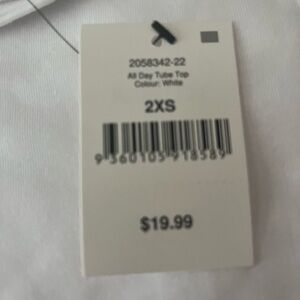 2058342-22
All Day Tube Top
Colour: White
2XS
9 360105 918589
$19.99